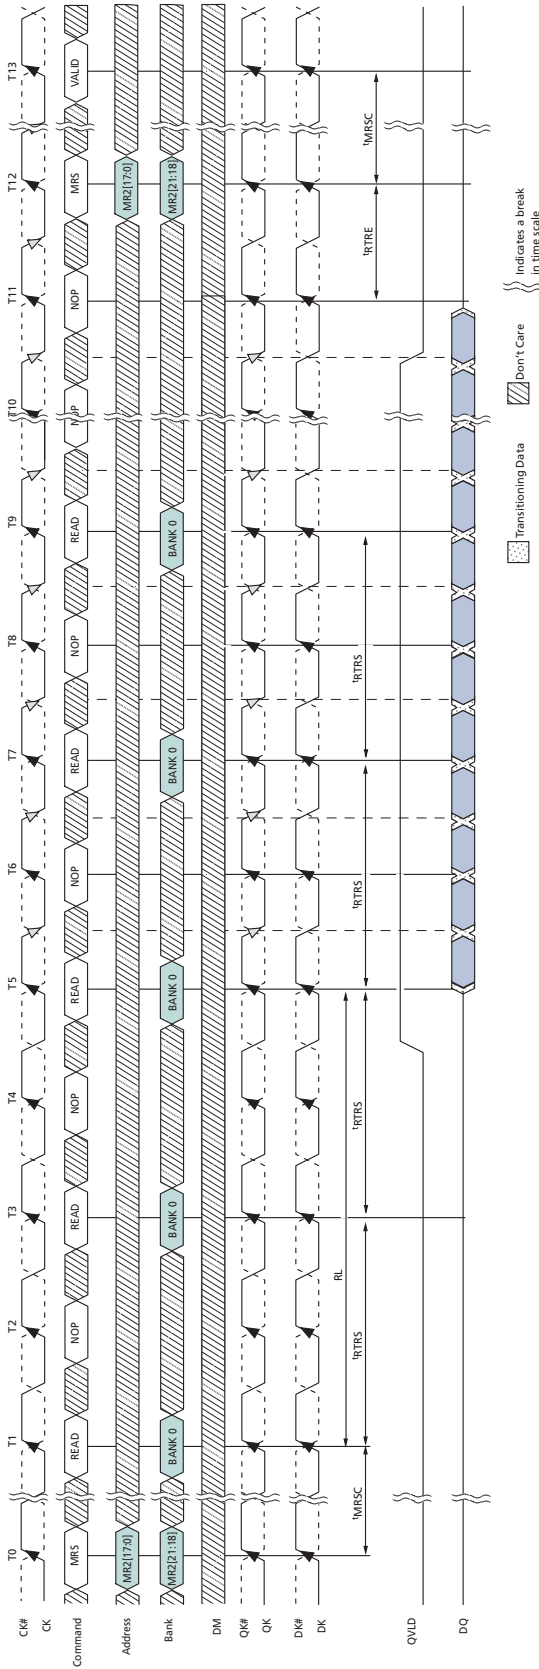 T0 T1 T2 T3 T4 T5 T6 T7 T8 T9 T10 T11 T12 T13
CK#
CK
Command MRS READ NOP READ NOP READ NOP READ NOP READ NOP NOP MRS VALID
Address MR2[17:0] MR2[17:0]
Bank MR2[21:18] BANK 0 BANK 0 BANK 0 BANK 0 BANK 0 MR2[21:18]
DM
QK#
QK
DK#
DK
RL
tMRSC tRTRS tRTRS tRTRS tRTRS tRTRE tMRSC
QVLD
DQ
Transitioning Data Don't Care Indicates a break
in time scale